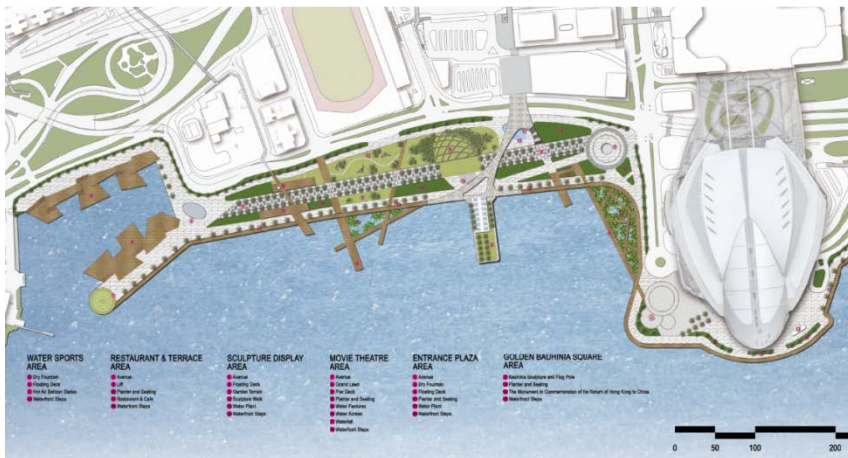 WATER SPORTS
AREA
Dry Fountain
Floating Deck
Hot Air Balloon Station
Waterfront Steps
RESTAURANT & TERRACE
AREA
Avenue
Lift
Planter and Seating
Restaurant & Cafe
Waterfront Steps
SCULPTURE DISPLAY
AREA
Avenue
Floating Deck
Garden Terrain
Sculpture Walk
Water Plant
Waterfront Steps
MOVIE THEATRE
AREA
Avenue
Grand Lawn
Pier Deck
Planter and Seating
Water Features
Water Screen
Waterfall
Waterfront Steps
ENTRANCE PLAZA
AREA
Avenue
Dry Fountain
Floating Deck
Planter and Seating
Water Plant
Waterfront Steps
GOLDEN BAUHINIA SQUARE
AREA
Bauhinia Sculpture and Flag Pole
Planter and Seating
The Monument in Commemoration of the Return of Hong Kong to China
Waterfront Steps
0 50 100 200